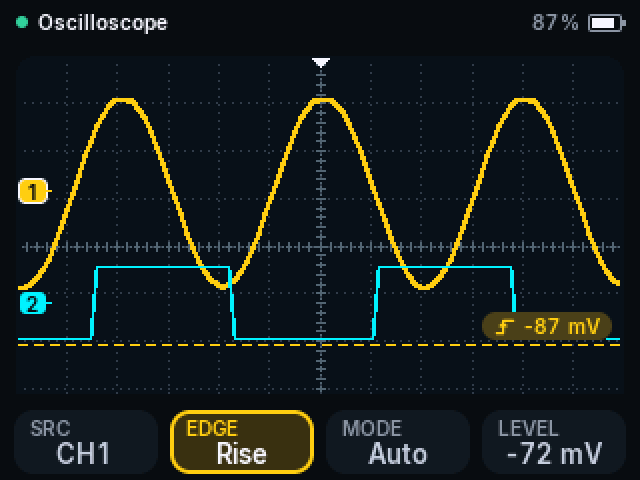 Oscilloscope 87%
1
2
-87 mV
SRC EDGE MODE LEVEL
CH1 Rise Auto -72 mV